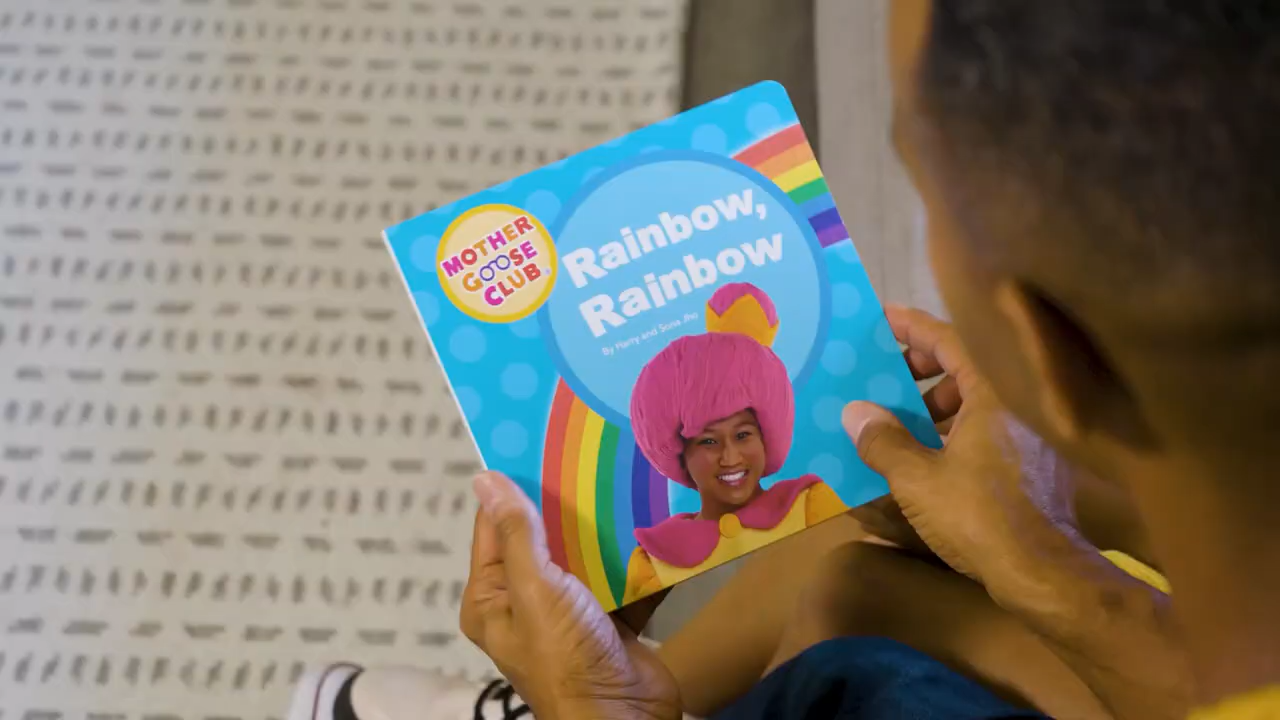 MOTHER
GOOSE
CLUB
Rainbow,
Rainbow
By Harry and Sona Jho